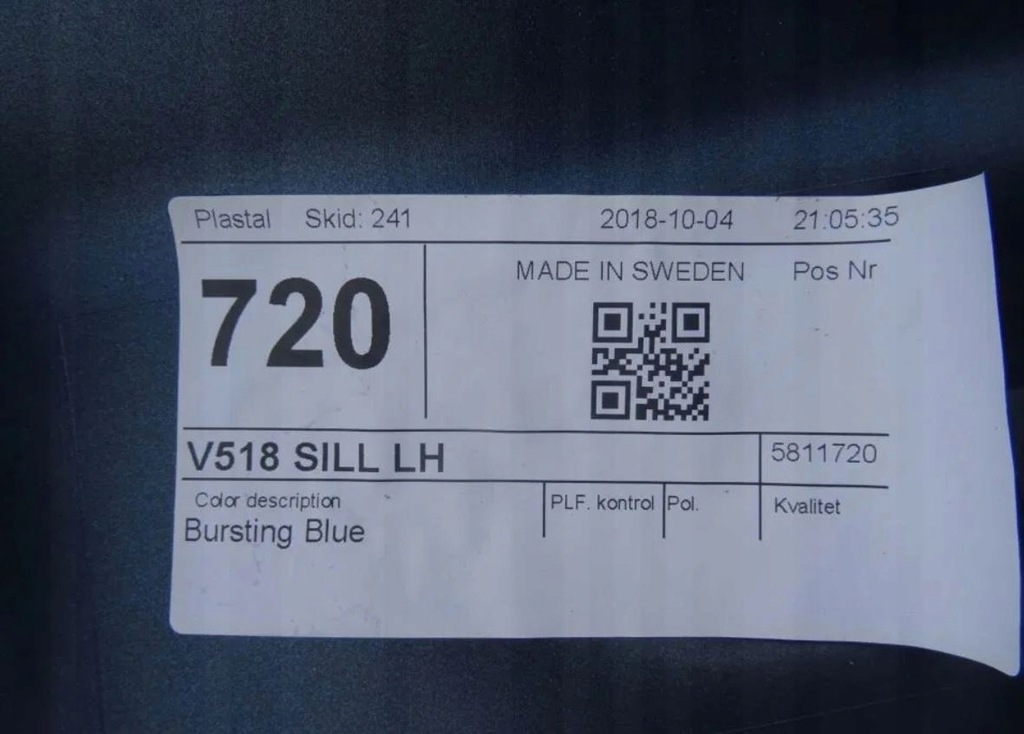 Plastal Skid: 241 2018-10-04 21:05:35
720 MADE IN SWEDEN Pos Nr
V518 SILL LH 5811720
Color description PLF. kontrol Pol. Kvalitet
Bursting Blue